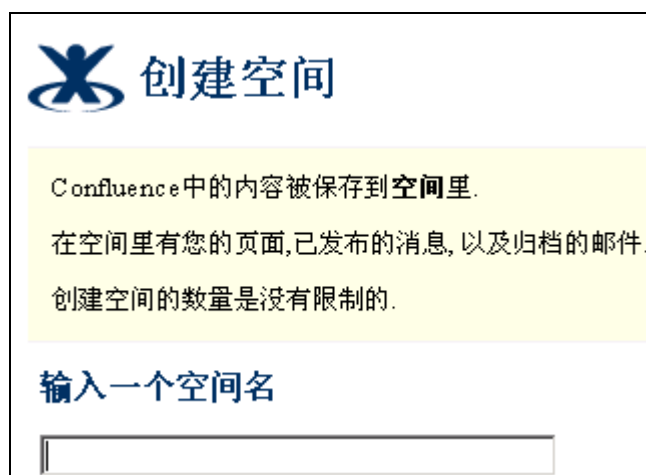 创建空间
Confluence中的内容被保存到空间里.
在空间里有您的页面,已发布的消息, 以及归档的邮件.
创建空间的数量是没有限制的.
输入一个空间名